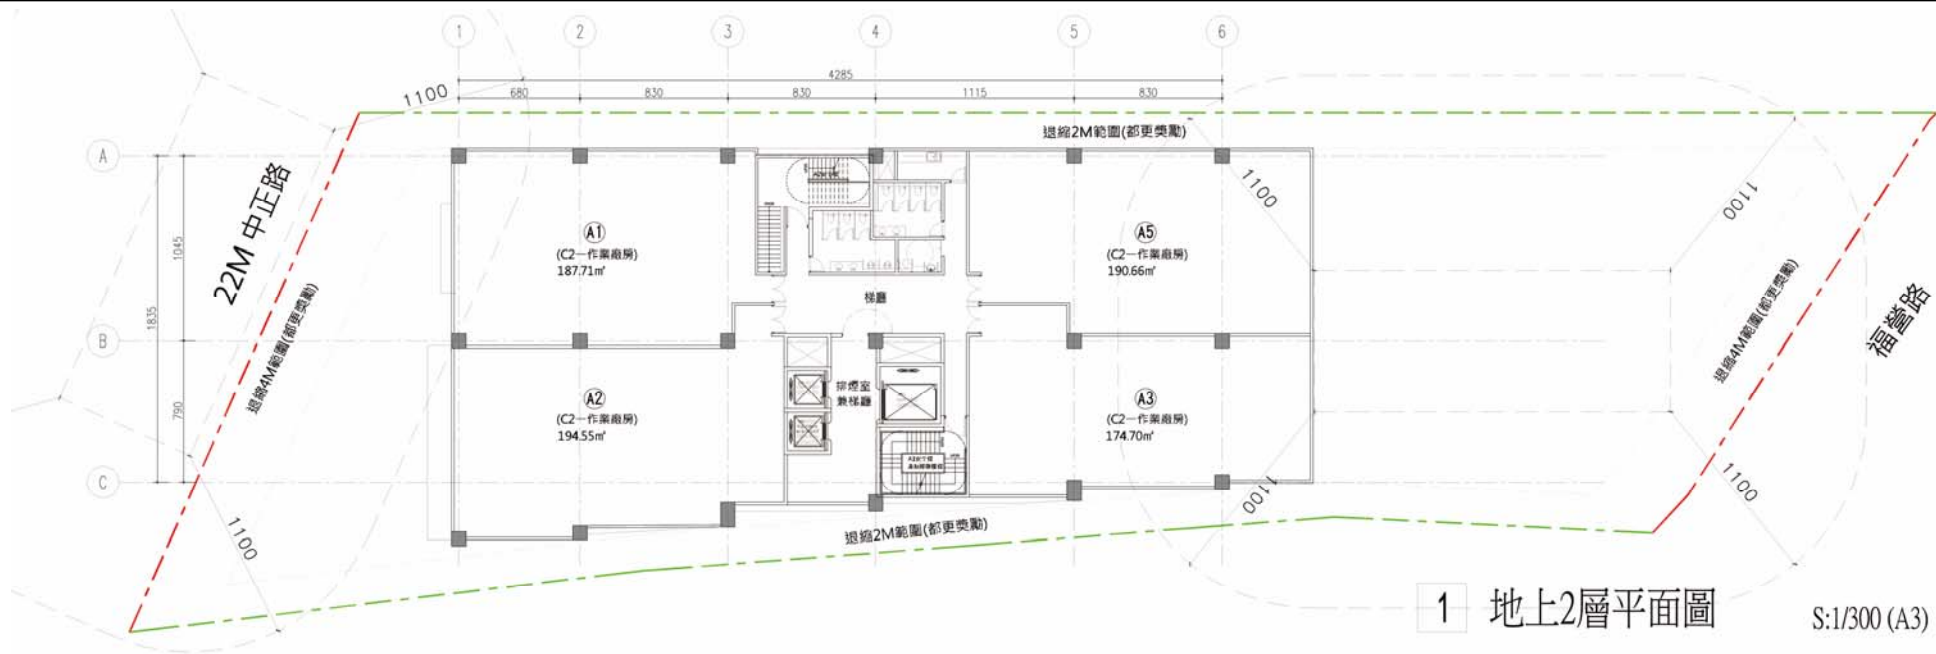 1 2 3 4 5 6
4285
680 830 830 1115 830
1100
退縮2M範圍(都更獎勵)
A
B
C
1045
1835
790
22M 中正路
退縮4M範圍(都更獎勵)
A1
(C2一作業廠房)
187.71㎡
A5
(C2一作業廠房)
190.66㎡
1100
1100
梯廳
A2
(C2一作業廠房)
194.55㎡
排煙室
兼梯廳
A3
(C2一作業廠房)
174.70㎡
退縮4M範圍(都更獎勵)
福營路
1100
1100
1100
退縮2M範圍(都更獎勵)
1 地上2層平面圖
S:1/300 (A3)